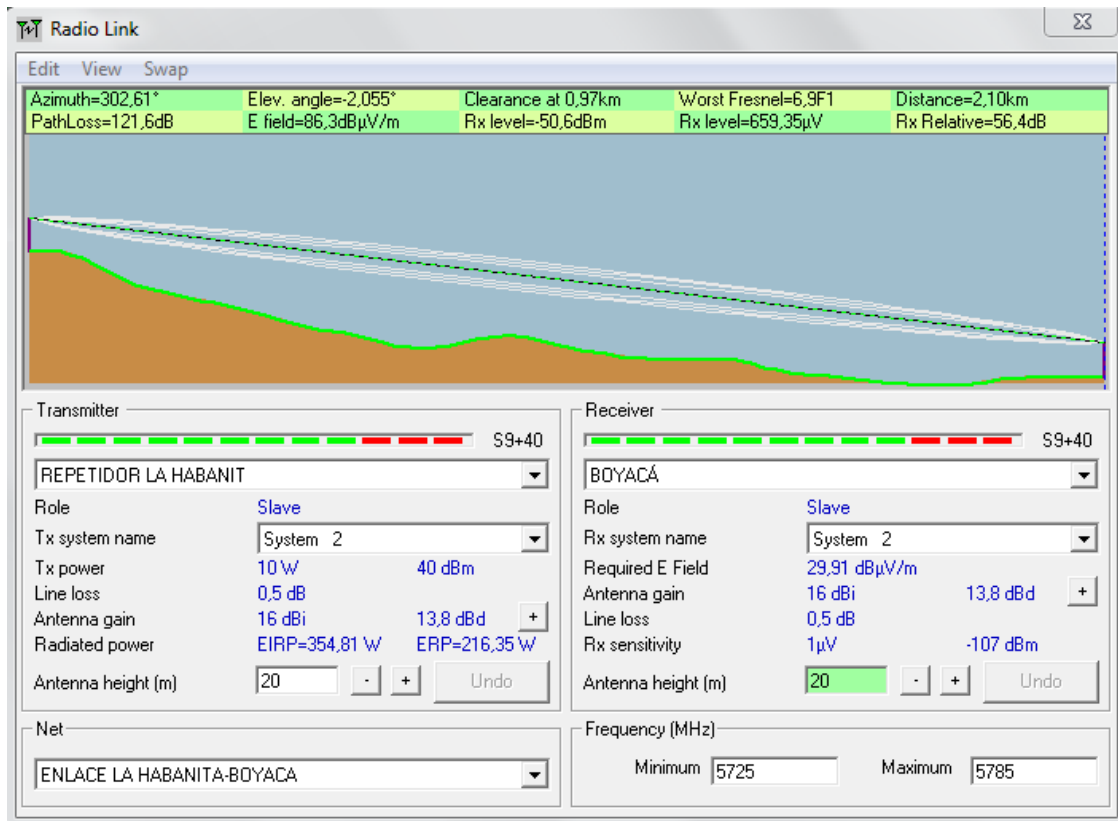 Radio Link
Edit View Swap
Azimuth=302,61° Elev. angle=-2,055° Clearance at 0,97km Worst Fresnel=6,9F1 Distance=2,10km
PathLoss=121,6dB E field=86,3dBµV/m Rx level=-50,6dBm Rx level=659,35µV Rx Relative=56,4dB
Transmitter
S9+40
REPETIDOR LA HABANIT
Role Slave
Tx system name System 2
Tx power 10 W 40 dBm
Line loss 0,5 dB
Antenna gain 16 dBi 13,8 dBd +
Radiated power EIRP=354,81 W ERP=216,35 W
Antenna height (m) 20 - + Undo
Net
ENLACE LA HABANITA-BOYACA
Receiver
S9+40
BOYACÁ
Role Slave
Rx system name System 2
Required E Field 29,91 dBµV/m
Antenna gain 16 dBi 13,8 dBd +
Line loss 0,5 dB
Rx sensitivity 1µV -107 dBm
Antenna height (m) 20 - + Undo
Frequency (MHz)
Minimum 5725 Maximum 5785